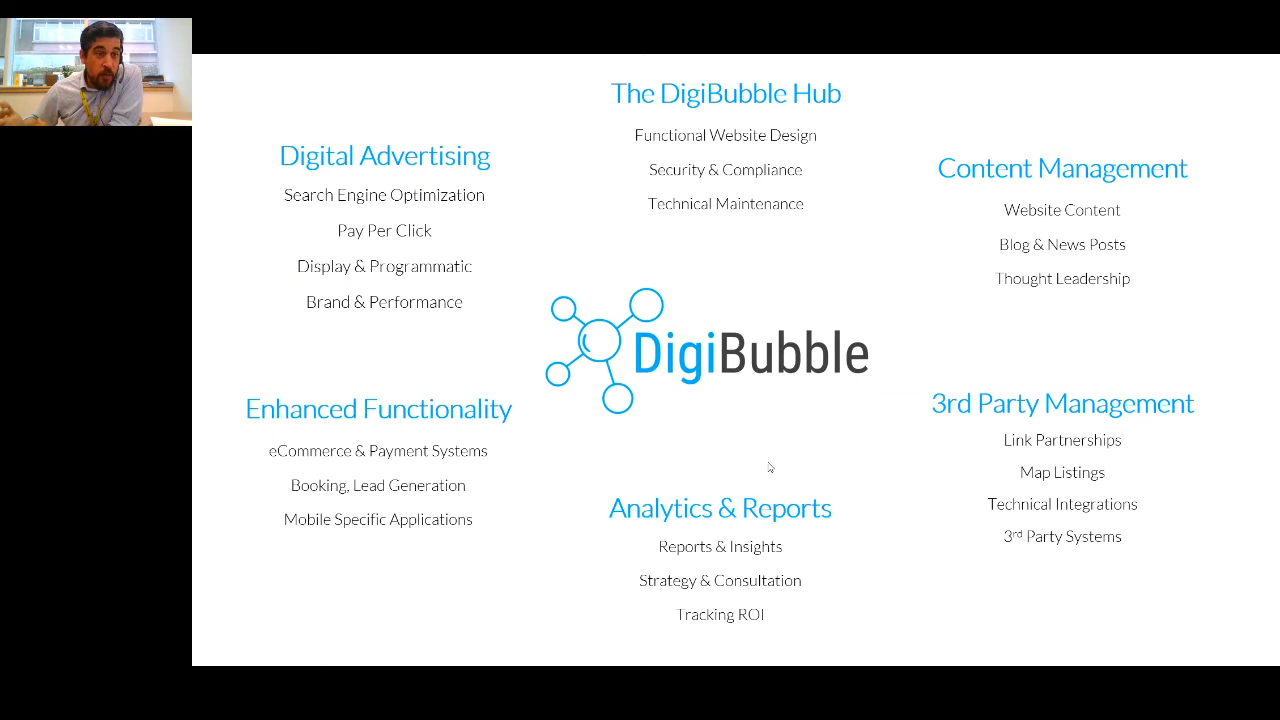 The DigiBubble Hub
Functional Website Design
Security & Compliance
Technical Maintenance
Digital Advertising
Search Engine Optimization
Pay Per Click
Display & Programmatic
Brand & Performance
Content Management
Website Content
Blog & News Posts
Thought Leadership
DigiBubble
Enhanced Functionality
eCommerce & Payment Systems
Booking, Lead Generation
Mobile Specific Applications
3rd Party Management
Link Partnerships
Map Listings
Technical Integrations
3rd Party Systems
Analytics & Reports
Reports & Insights
Strategy & Consultation
Tracking ROI